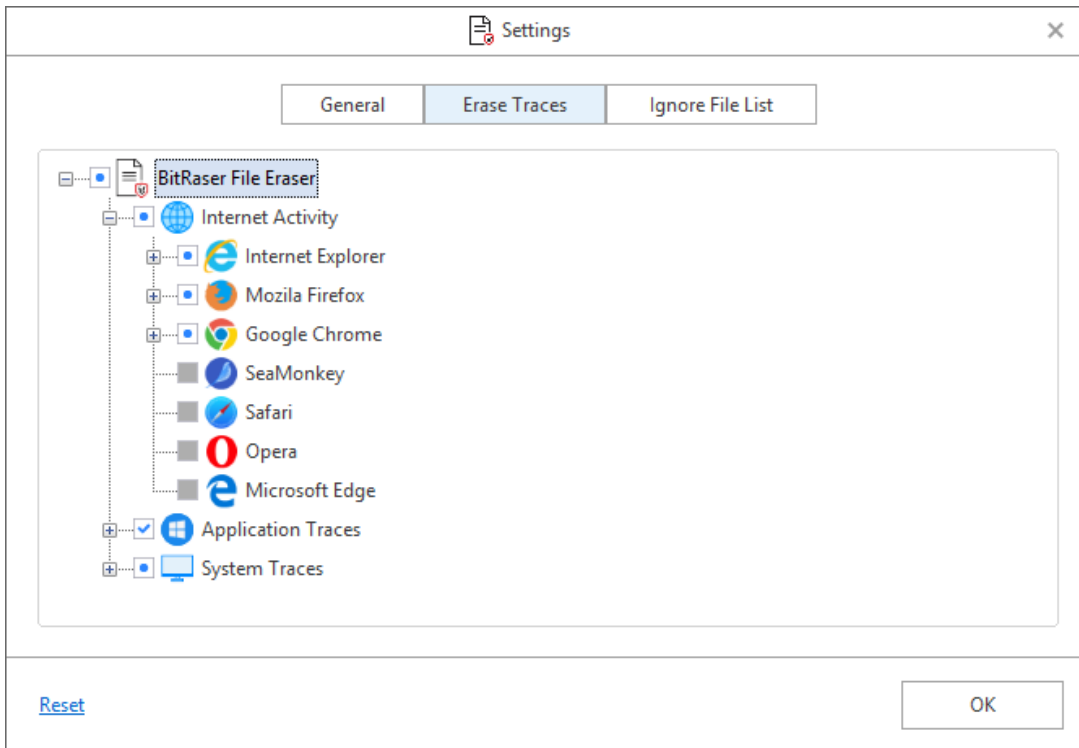 Settings
General Erase Traces Ignore File List
BitRaser File Eraser
Internet Activity
Internet Explorer
Mozila Firefox
Google Chrome
SeaMonkey
Safari
Opera
Microsoft Edge
Application Traces
System Traces
Reset OK